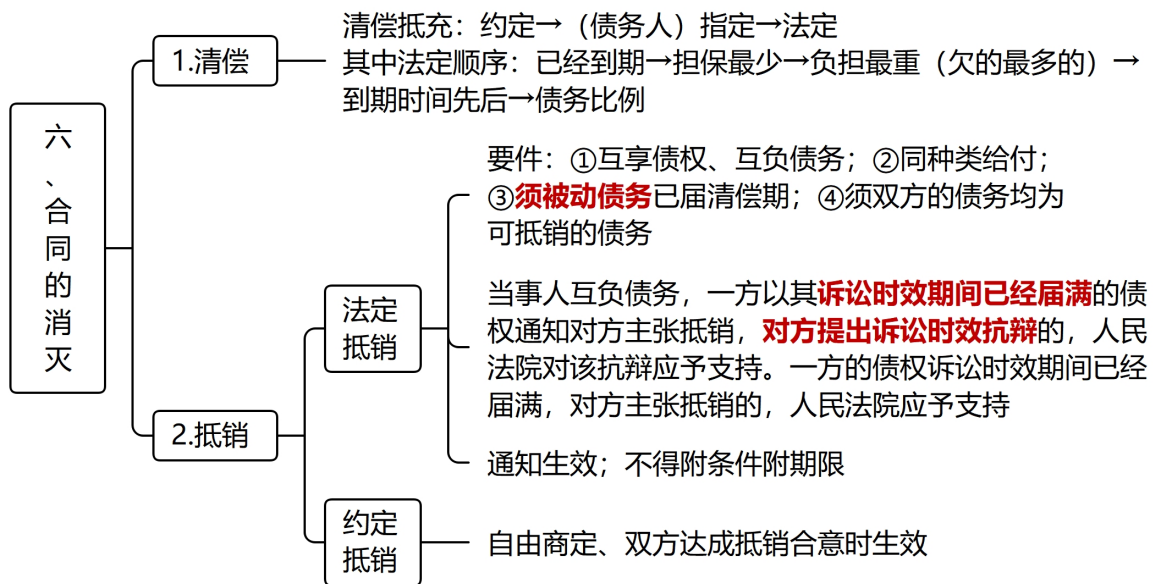 六、合同的消灭
1.清偿
清偿抵充：约定→（债务人）指定→法定
其中法定顺序：已经到期→担保最少→负担最重（欠的最多的）→
到期时间先后→债务比例
2.抵销
法定
抵销
要件：①互享债权、互负债务；②同种类给付；
③须被动债务已届清偿期；④须双方的债务均为
可抵销的债务
当事人互负债务，一方以其诉讼时效期间已经届满的债
权通知对方主张抵销，对方提出诉讼时效抗辩的，人民
法院对该抗辩应予支持。一方的债权诉讼时效期间已经
届满，对方主张抵销的，人民法院应予支持
通知生效；不得附条件附期限
约定
抵销
自由商定、双方达成抵销合意时生效